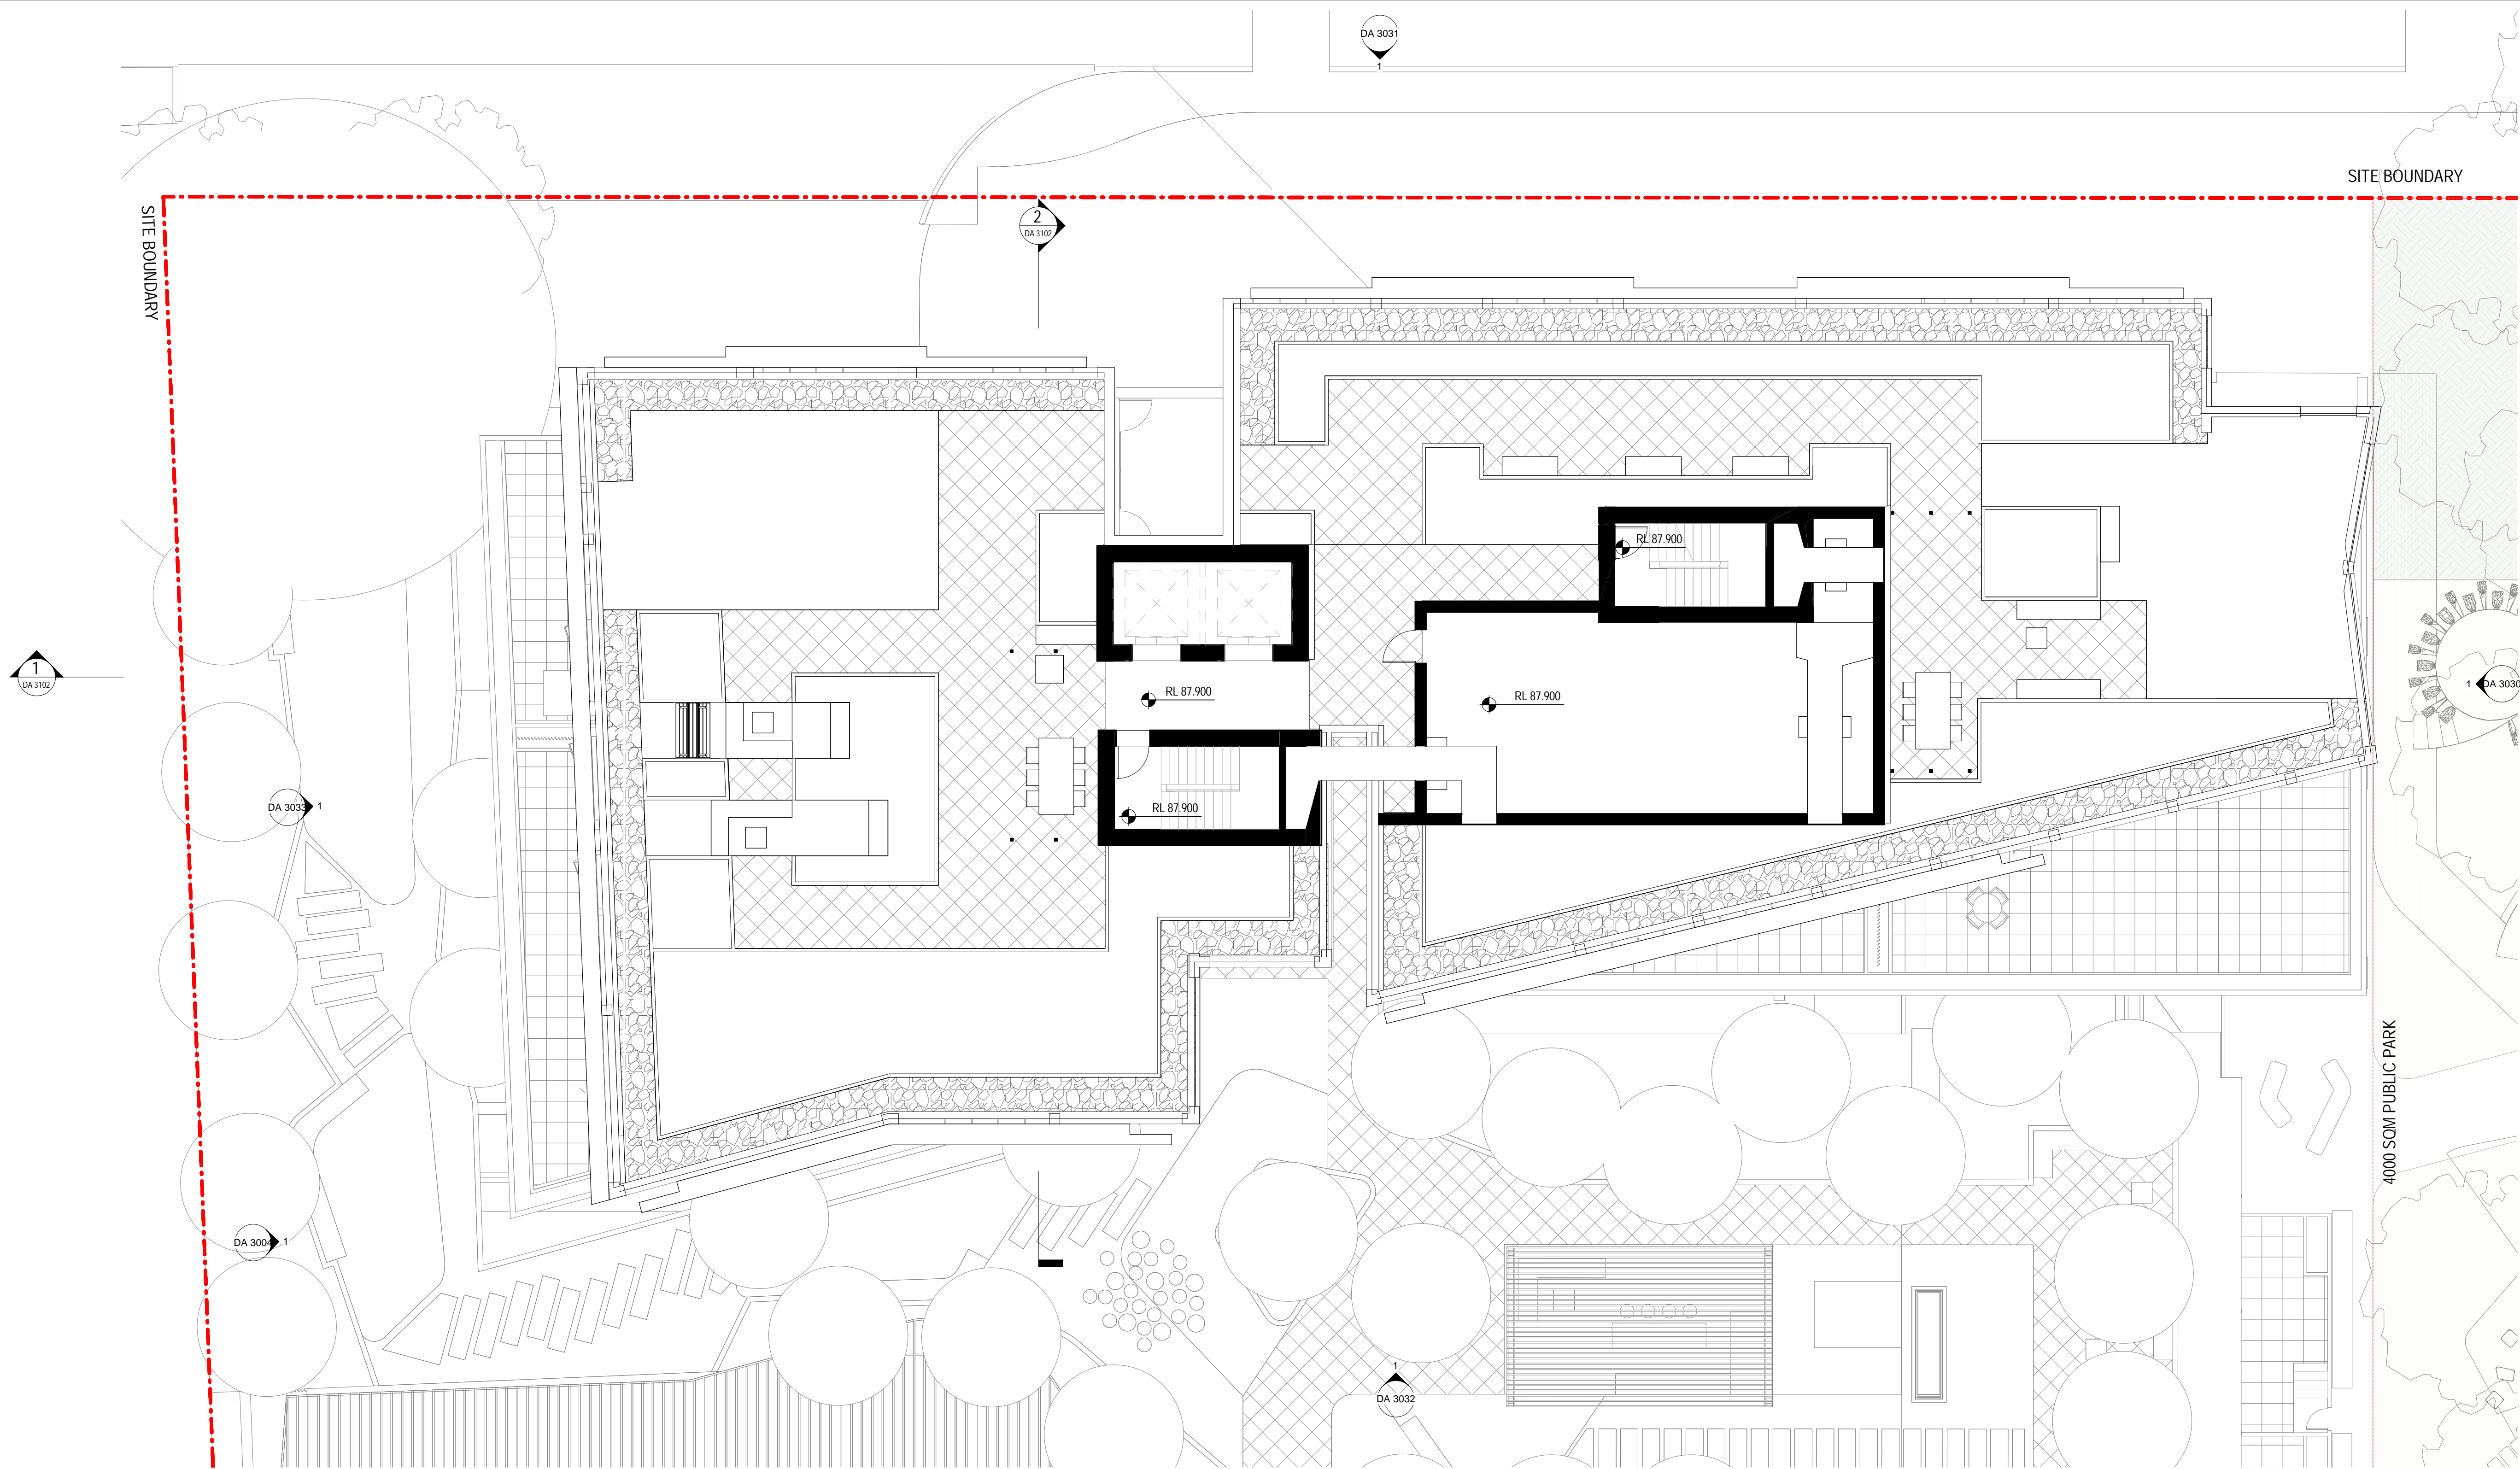 DA 3031
1
SITE BOUNDARY
SITE BOUNDARY
2
DA 3102
RL 87.900
1
DA 3102
RL 87.900
RL 87.900
1
DA 3030
DA 3033
1
RL 87.900
4000 SQM PUBLIC PARK
DA 3004
1
1
DA 3032